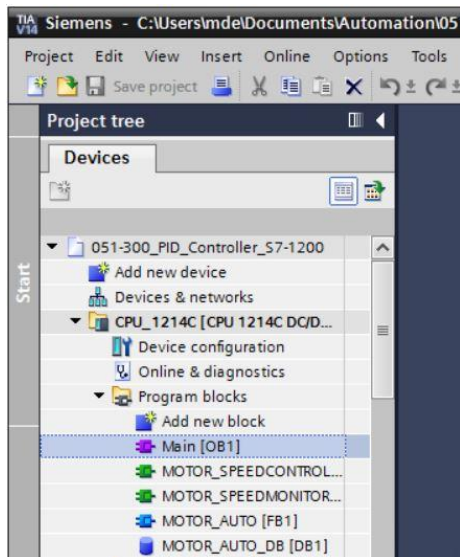 TIA
V14
Siemens - C:\Users\mde\Documents\Automation\05
Project Edit View Insert Online Options Tools
Save project
Project tree
Devices
Start
051-300_PID_Controller_S7-1200
Add new device
Devices & networks
CPU_1214C [CPU 1214C DC/D...
Device configuration
Online & diagnostics
Program blocks
Add new block
Main [OB1]
MOTOR_SPEEDCONTROL...
MOTOR_SPEEDMONITOR...
MOTOR_AUTO [FB1]
MOTOR_AUTO_DB [DB1]